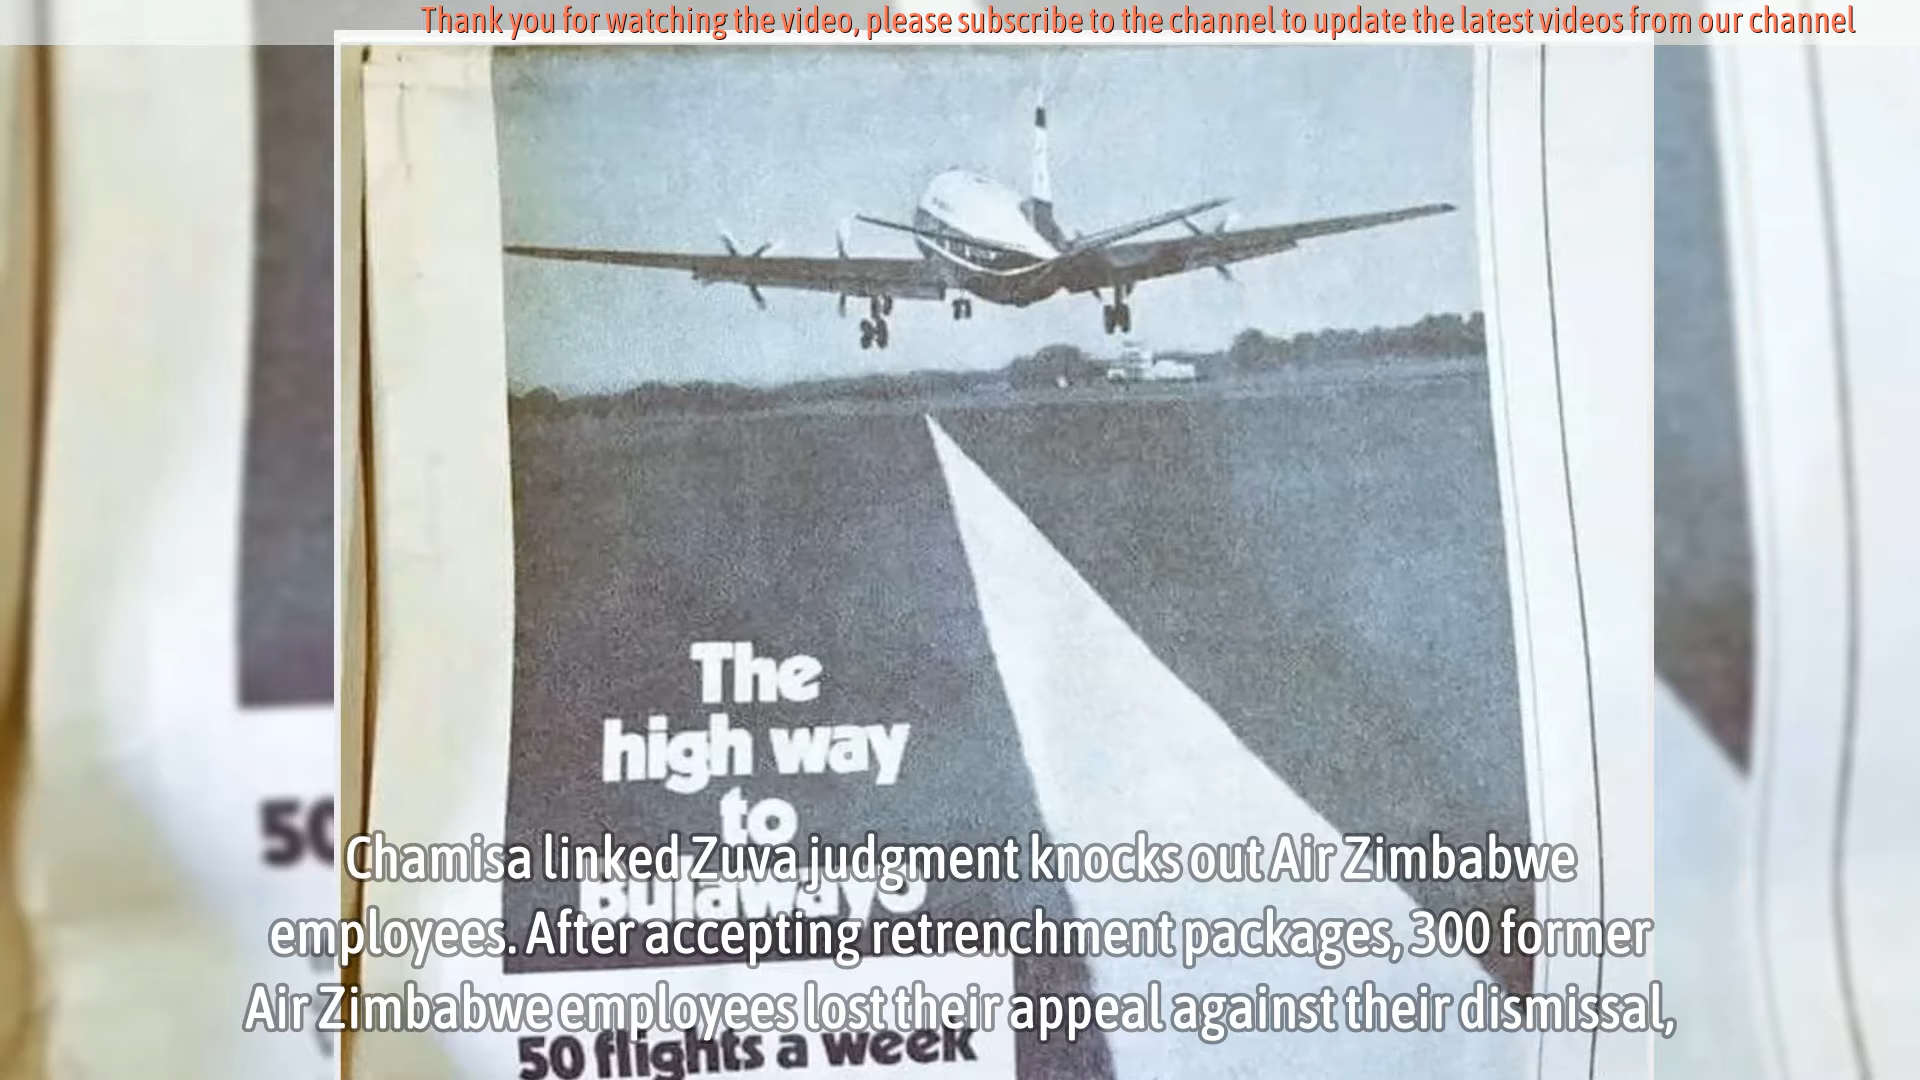 Thank you for watching the video, please subscribe to the channel to update the latest videos from our channel
The
high way
to
Bulawayo
Chamisa linked Zuva judgment knocks out Air Zimbabwe
employees. After accepting retrenchment packages, 300 former
Air Zimbabwe employees lost their appeal against their dismissal,
50 flights a week
50